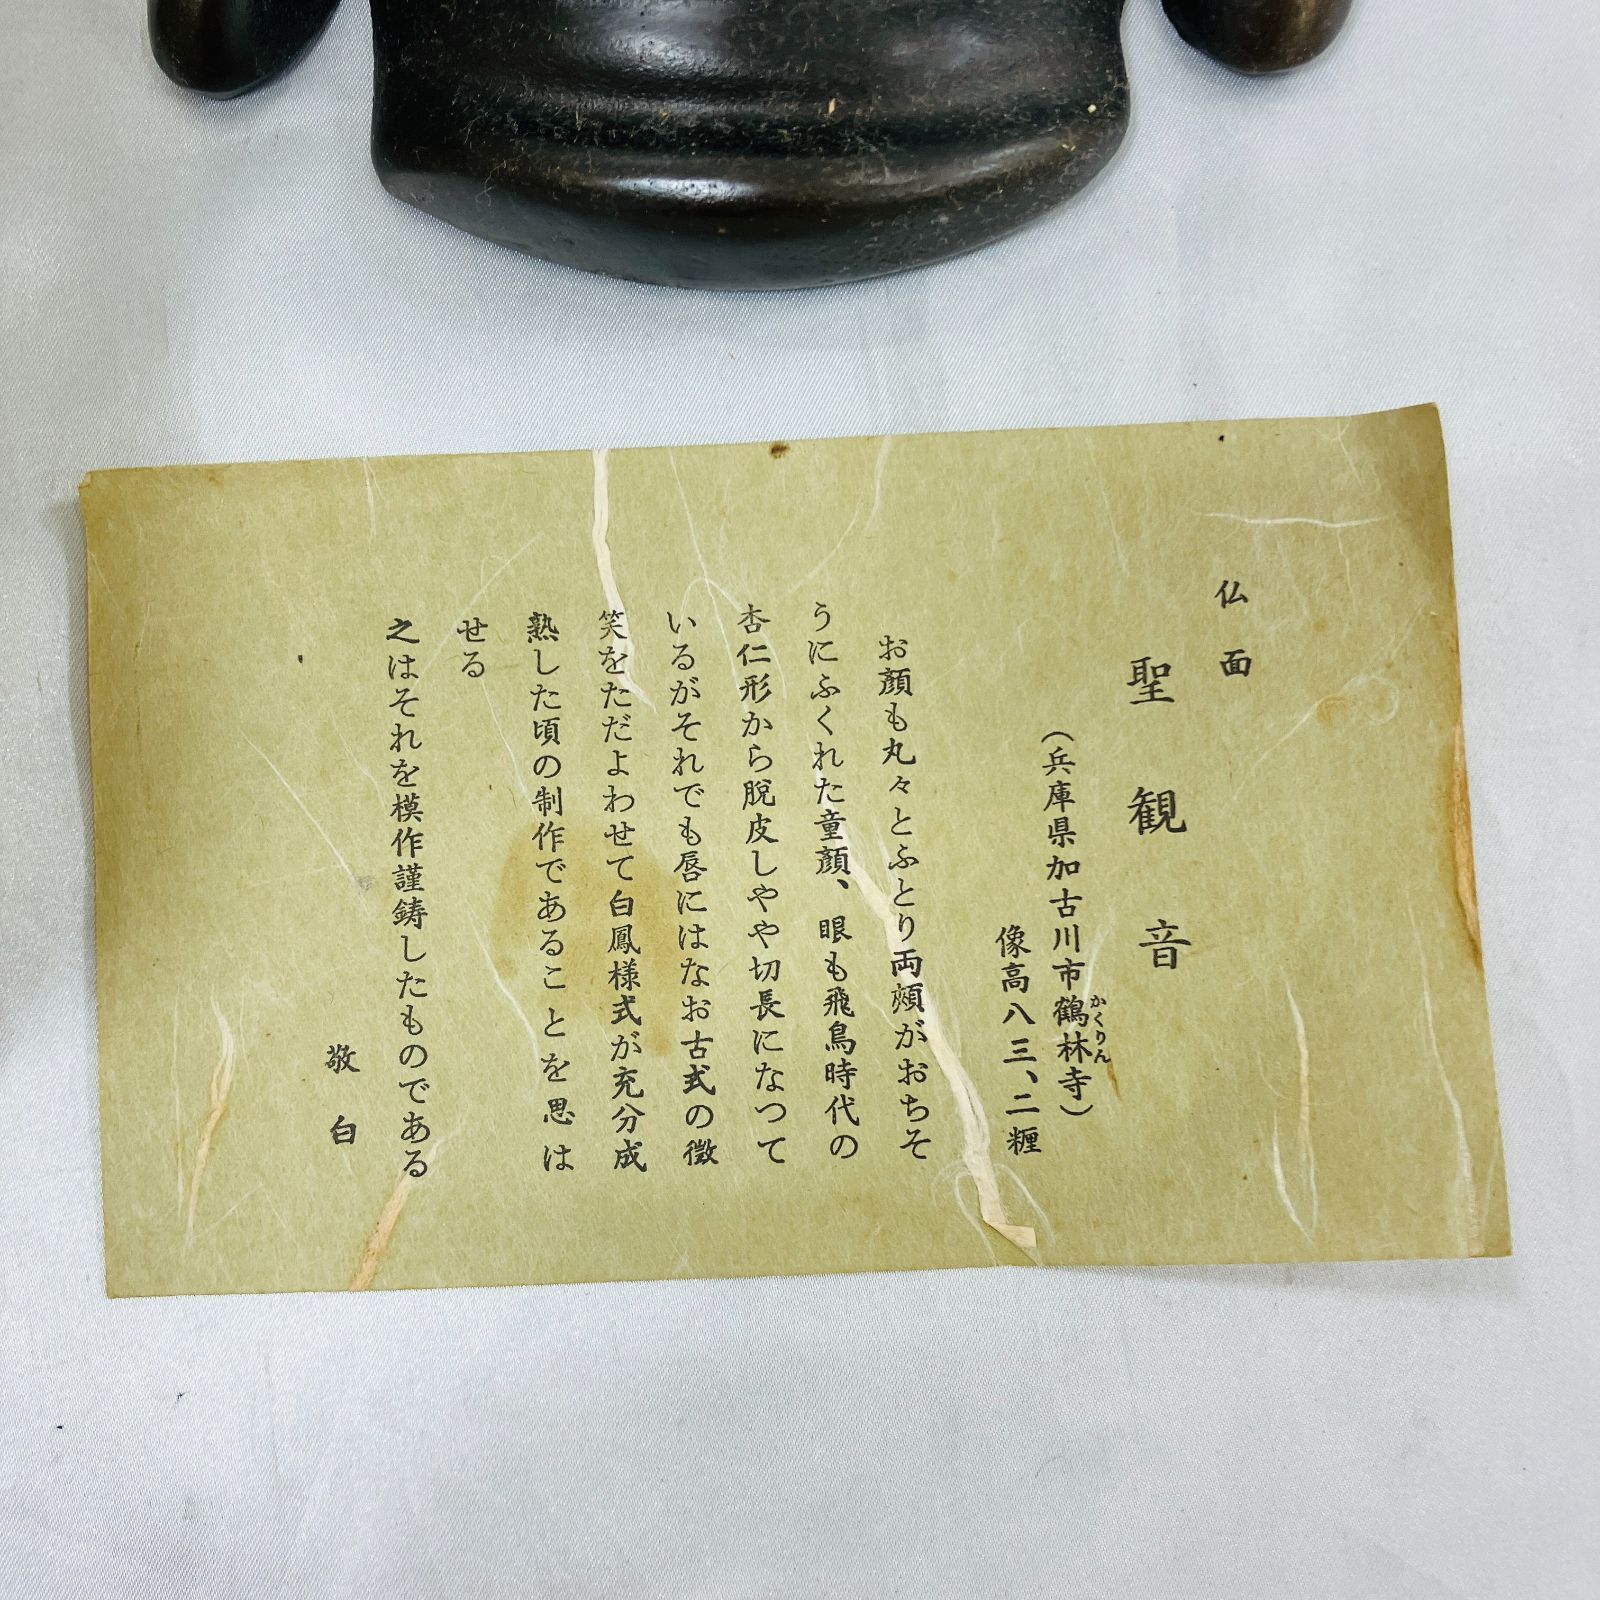 仏面
聖観音
（兵庫県加古川市鶴林寺）
かくりん
像高八三、二糎
お顔も丸々とふとり両頰がおちそ
うにふくれた童顔、眼も飛鳥時代の
杏仁形から脱皮しやや切長になつて
いるがそれでも唇にはなお古式の微
笑をただよわせて白鳳様式が充分成
熟した頃の制作であることを思は
せる
之はそれを模作謹鋳したものである
敬白